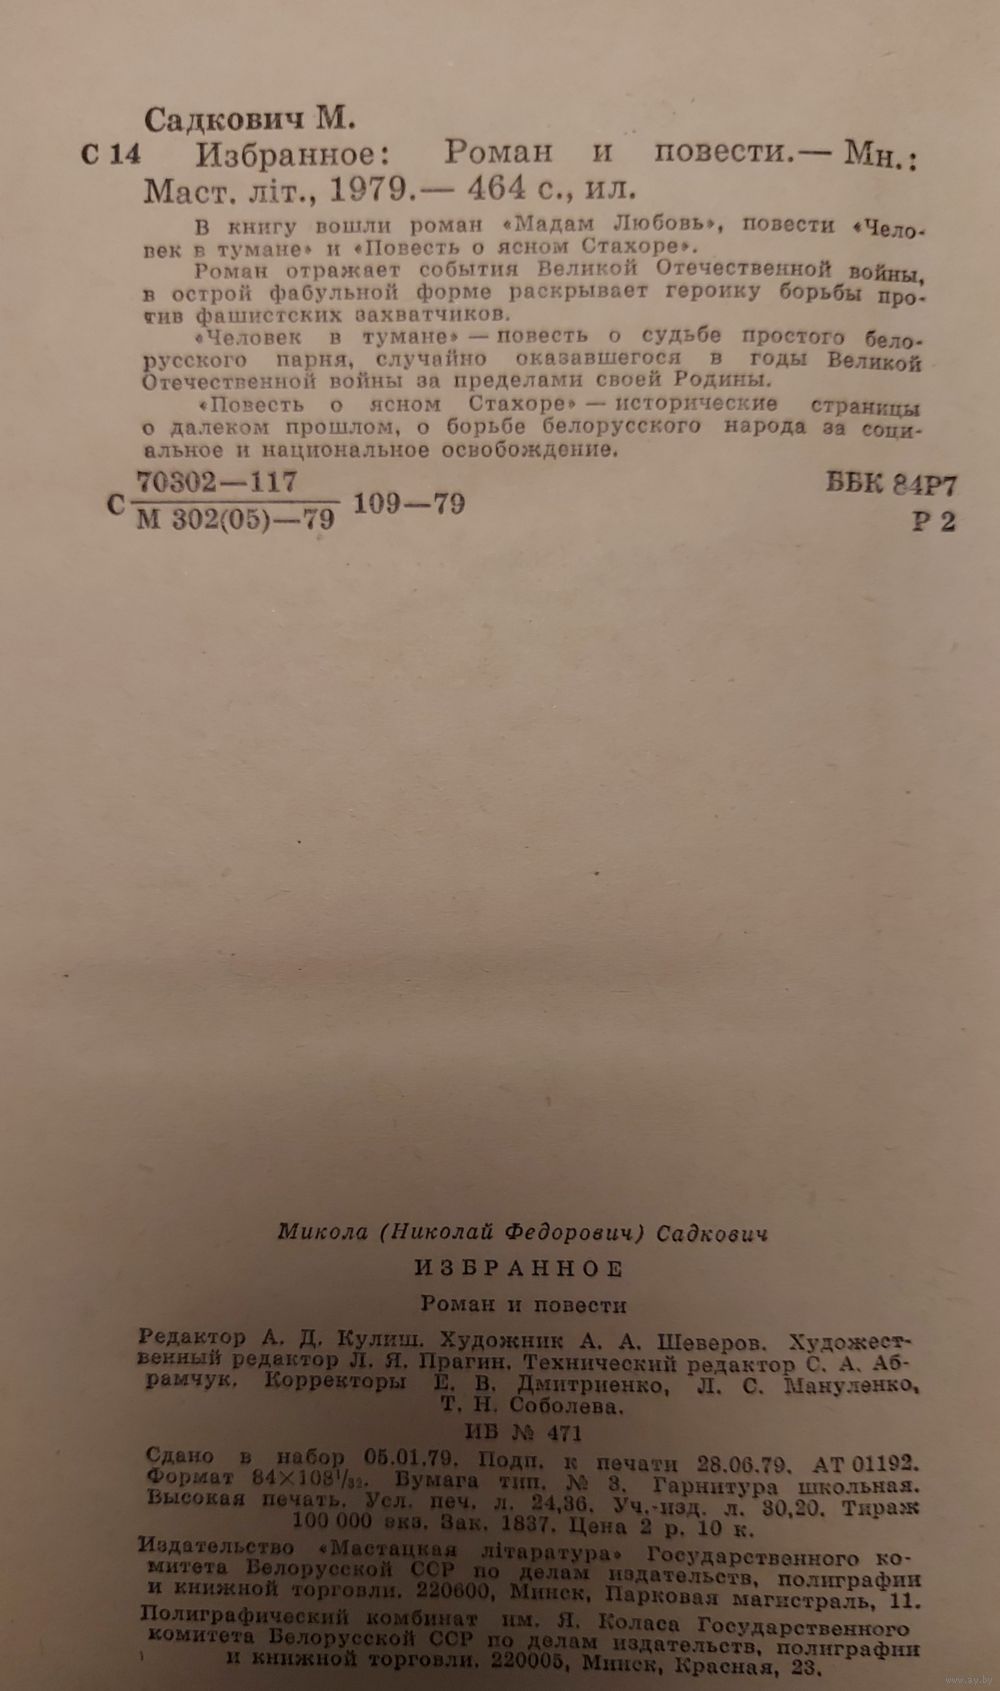 Садкович М.
С 14 Избранное: Роман и повести.— Мн.:
Маст. літ., 1979.— 464 с., ил.
В книгу вошли роман «Мадам Любовь», повести «Чело-
век в тумане» и «Повесть о ясном Стахоре».
Роман отражает события Великой Отечественной войны,
в острой фабульной форме раскрывает героику борьбы про-
тив фашистских захватчиков.
«Человек в тумане» — повесть о судьбе простого бело-
русского парня, случайно оказавшегося в годы Великой
Отечественной войны за пределами своей Родины.
«Повесть о ясном Стахоре» — исторические страницы
о далеком прошлом, о борьбе белорусского народа за соци-
альное и национальное освобождение.
С 70302—117
М 302(05)—79 109—79
ББК 84Р7
Р 2
Микола (Николай Федорович) Садкович
ИЗБРАННОЕ
Роман и повести
Редактор А. Д. Кулиш. Художник А. А. Шеверов. Художест-
венный редактор Л. Я. Прагин. Технический редактор С. А. Аб-
рамчук. Корректоры Е. В. Дмитриенко, Л. С. Мануленко,
Т. Н. Соболева.
ИБ № 471
Сдано в набор 05.01.79. Подп. к печати 28.06.79. АТ 01192.
Формат 84×108¹/₃₂. Бумага тип. № 3. Гарнитура школьная.
Высокая печать. Усл. печ. л. 24,36. Уч.-изд. л. 30,20. Тираж
100 000 экз. Зак. 1837. Цена 2 р. 10 к.
Издательство «Мастацкая літаратура» Государственного ко-
митета Белорусской ССР по делам издательств, полиграфии
и книжной торговли. 220600, Минск, Парковая магистраль, 11.
Полиграфический комбинат им. Я. Коласа Государственного
комитета Белорусской ССР по делам издательств, полиграфии
и книжной торговли. 220005, Минск, Красная, 23.
www.ay.by